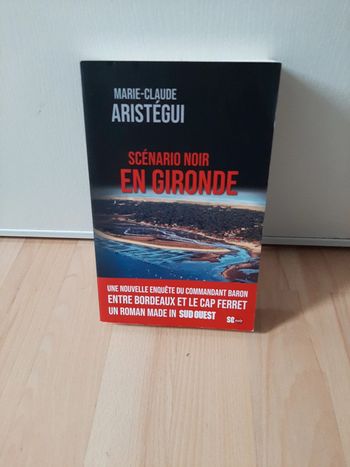 MARIE-CLAUDE
ARISTÉGUI
SCÉNARIO NOIR
EN GIRONDE
UNE NOUVELLE ENQUÊTE DU COMMANDANT BARON
ENTRE BORDEAUX ET LE CAP FERRET
UN ROMAN MADE IN SUD OUEST